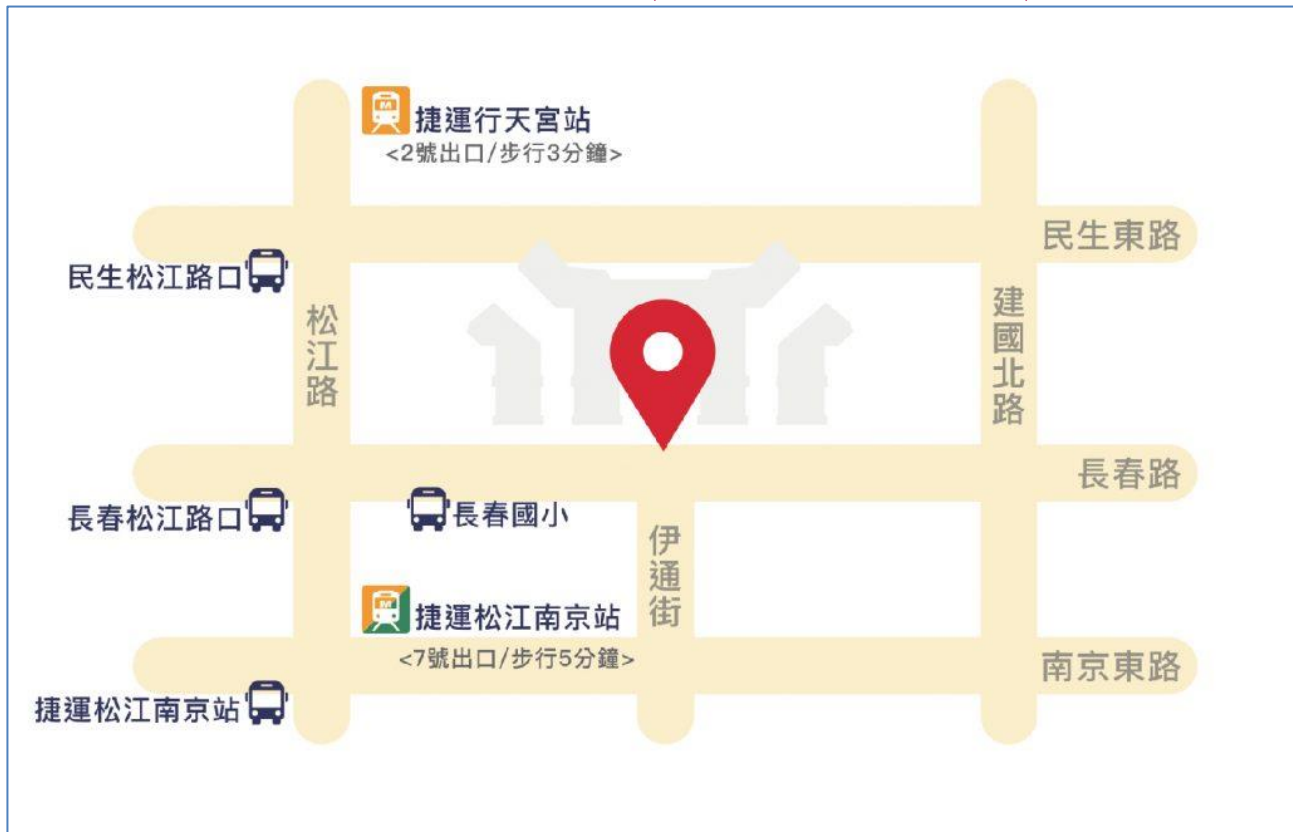 捷運行天宮站
<2號出口/步行3分鐘>
民生東路
民生松江路口
松江路
建國北路
長春路
長春松江路口
長春國小
伊通街
捷運松江南京站
<7號出口/步行5分鐘>
南京東路
捷運松江南京站